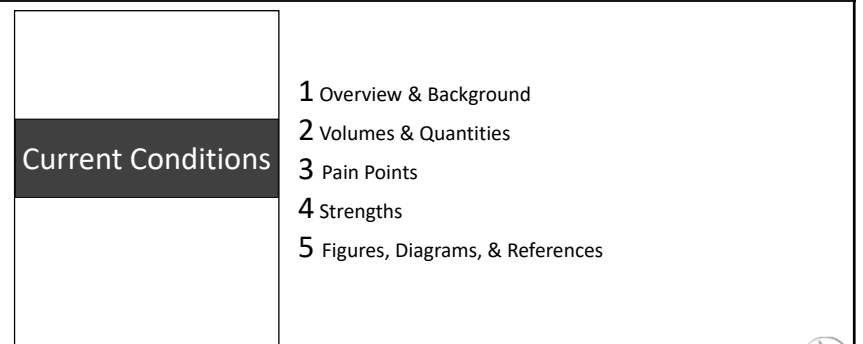 Current Conditions
1 Overview & Background
2 Volumes & Quantities
3 Pain Points
4 Strengths
5 Figures, Diagrams, & References